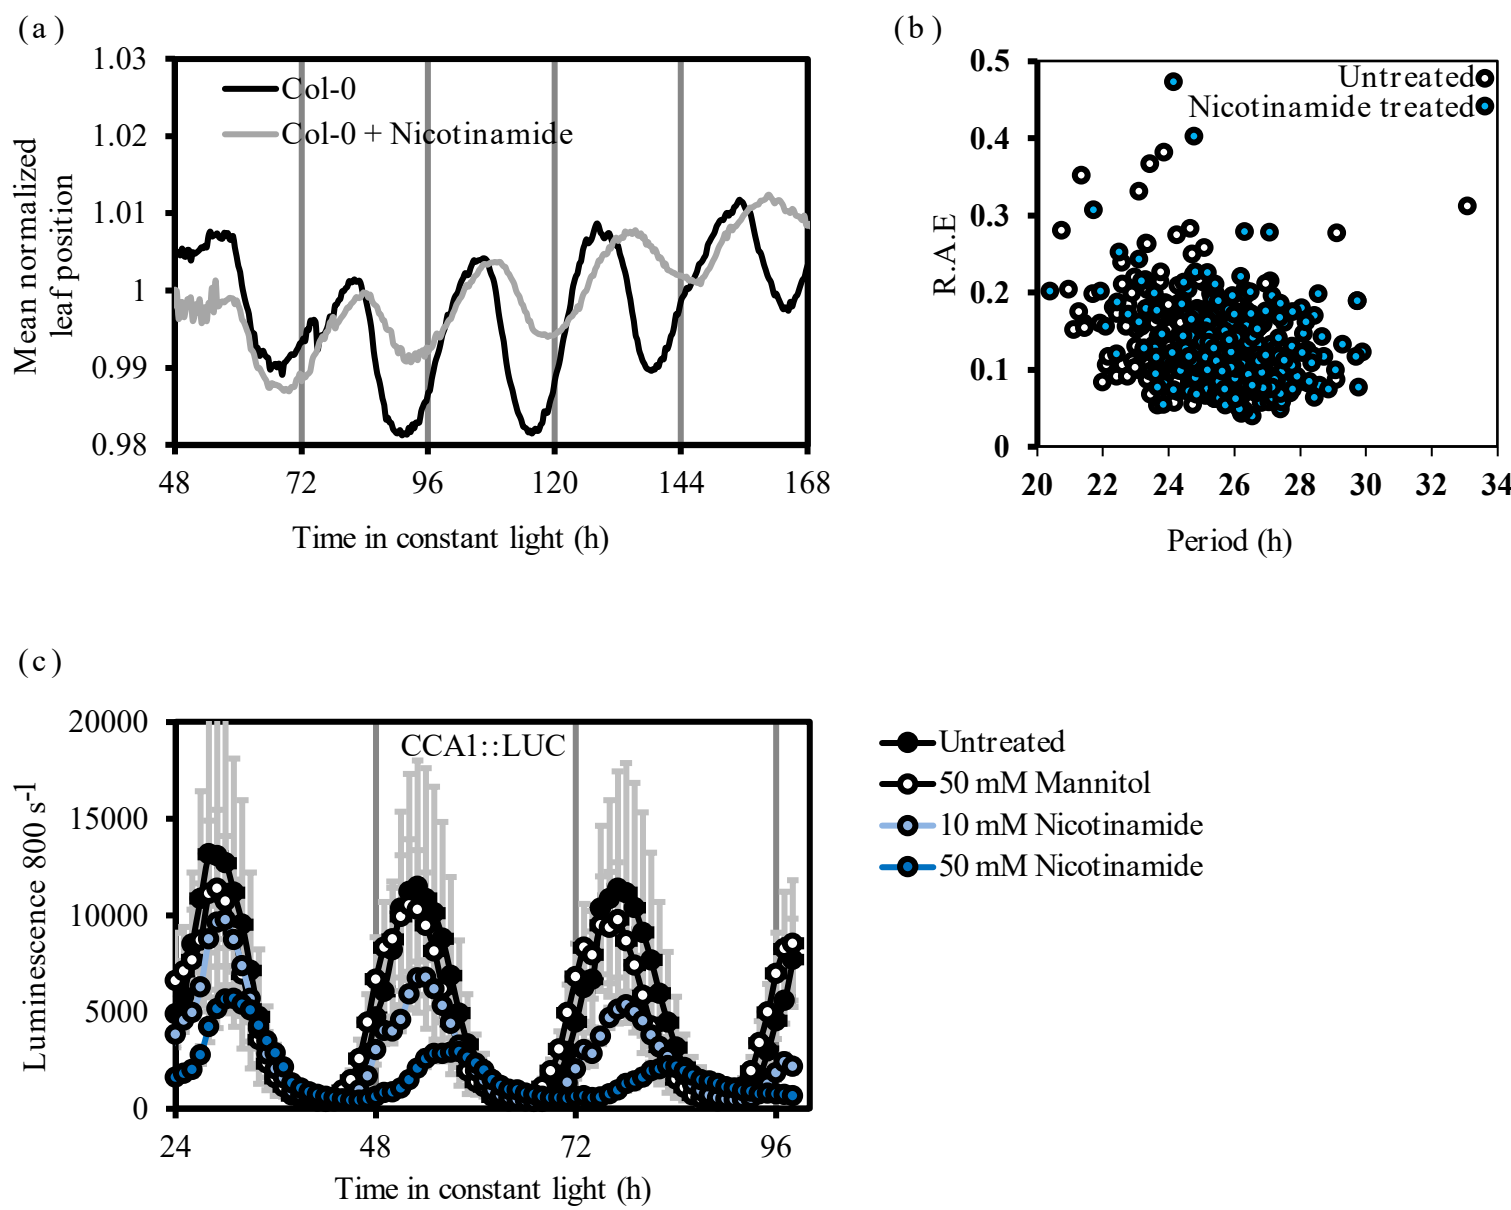 (a)
1.03
1.02
1.01
1
0.99
0.98
Mean normalized
leaf position
Col-0
Col-0 + Nicotinamide
48 72 96 120 144 168
Time in constant light (h)
(b)
0.5
0.4
0.3
0.2
0.1
0
R.A.E
Untreated
Nicotinamide treated
20 22 24 26 28 30 32 34
Period (h)
(c)
20000
15000
10000
5000
0
Luminescence 800 s-1
CCA1::LUC
24 48 72 96
Time in constant light (h)
Untreated
50 mM Mannitol
10 mM Nicotinamide
50 mM Nicotinamide